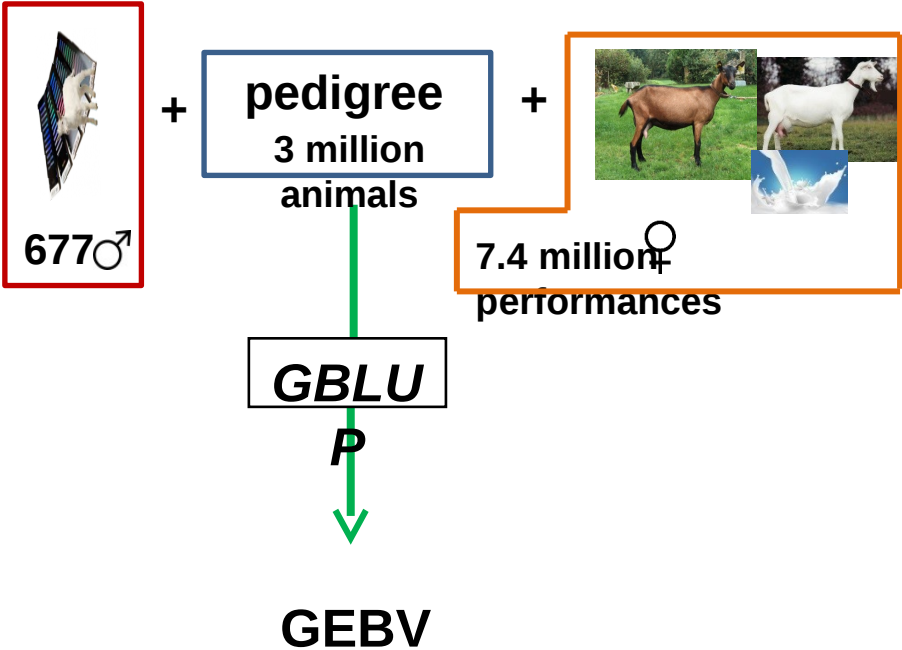 677♂
+
pedigree
3 million
animals
+
7.4 million♀
performances
GBLU
P
GEBV